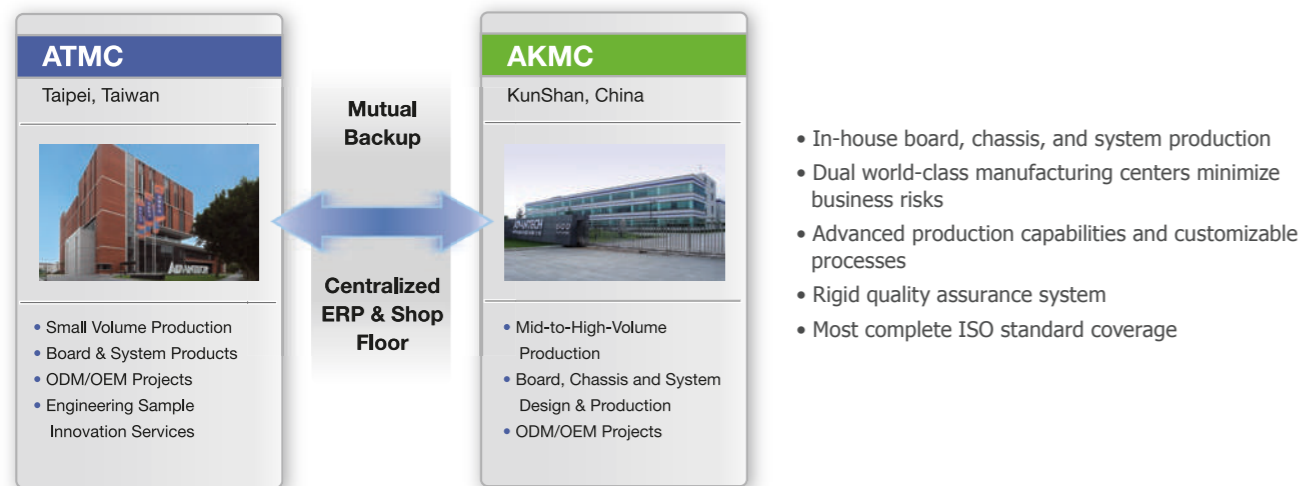 ATMC
Taipei, Taiwan
ADVANTECH
• Small Volume Production
• Board & System Products
• ODM/OEM Projects
• Engineering Sample
Innovation Services
Mutual
Backup
Centralized
ERP & Shop
Floor
AKMC
KunShan, China
ADVANTECH
• Mid-to-High-Volume
Production
• Board, Chassis and System
Design & Production
• ODM/OEM Projects
• In-house board, chassis, and system production
• Dual world-class manufacturing centers minimize
business risks
• Advanced production capabilities and customizable
processes
• Rigid quality assurance system
• Most complete ISO standard coverage